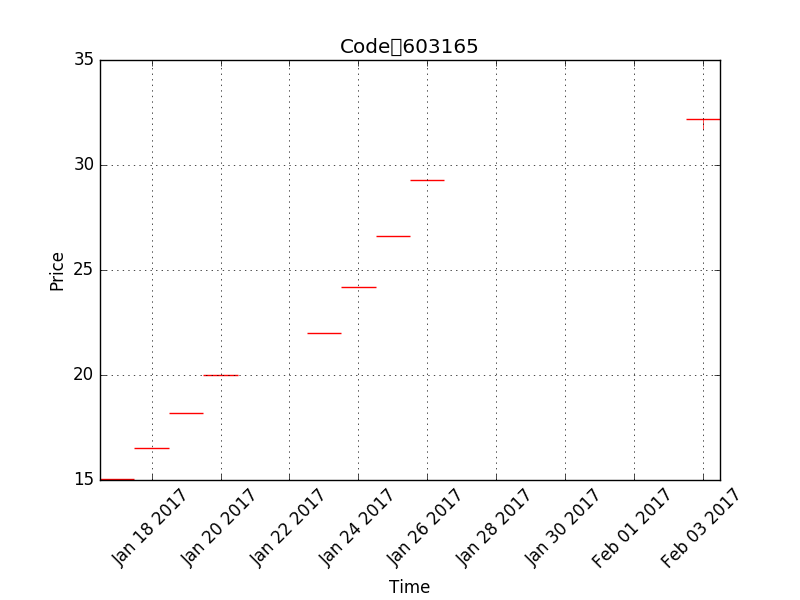 Code▯603165
35
30
25
20
15
Price
Jan 18 2017
Jan 20 2017
Jan 22 2017
Jan 24 2017
Jan 26 2017
Jan 28 2017
Jan 30 2017
Feb 01 2017
Feb 03 2017
Time